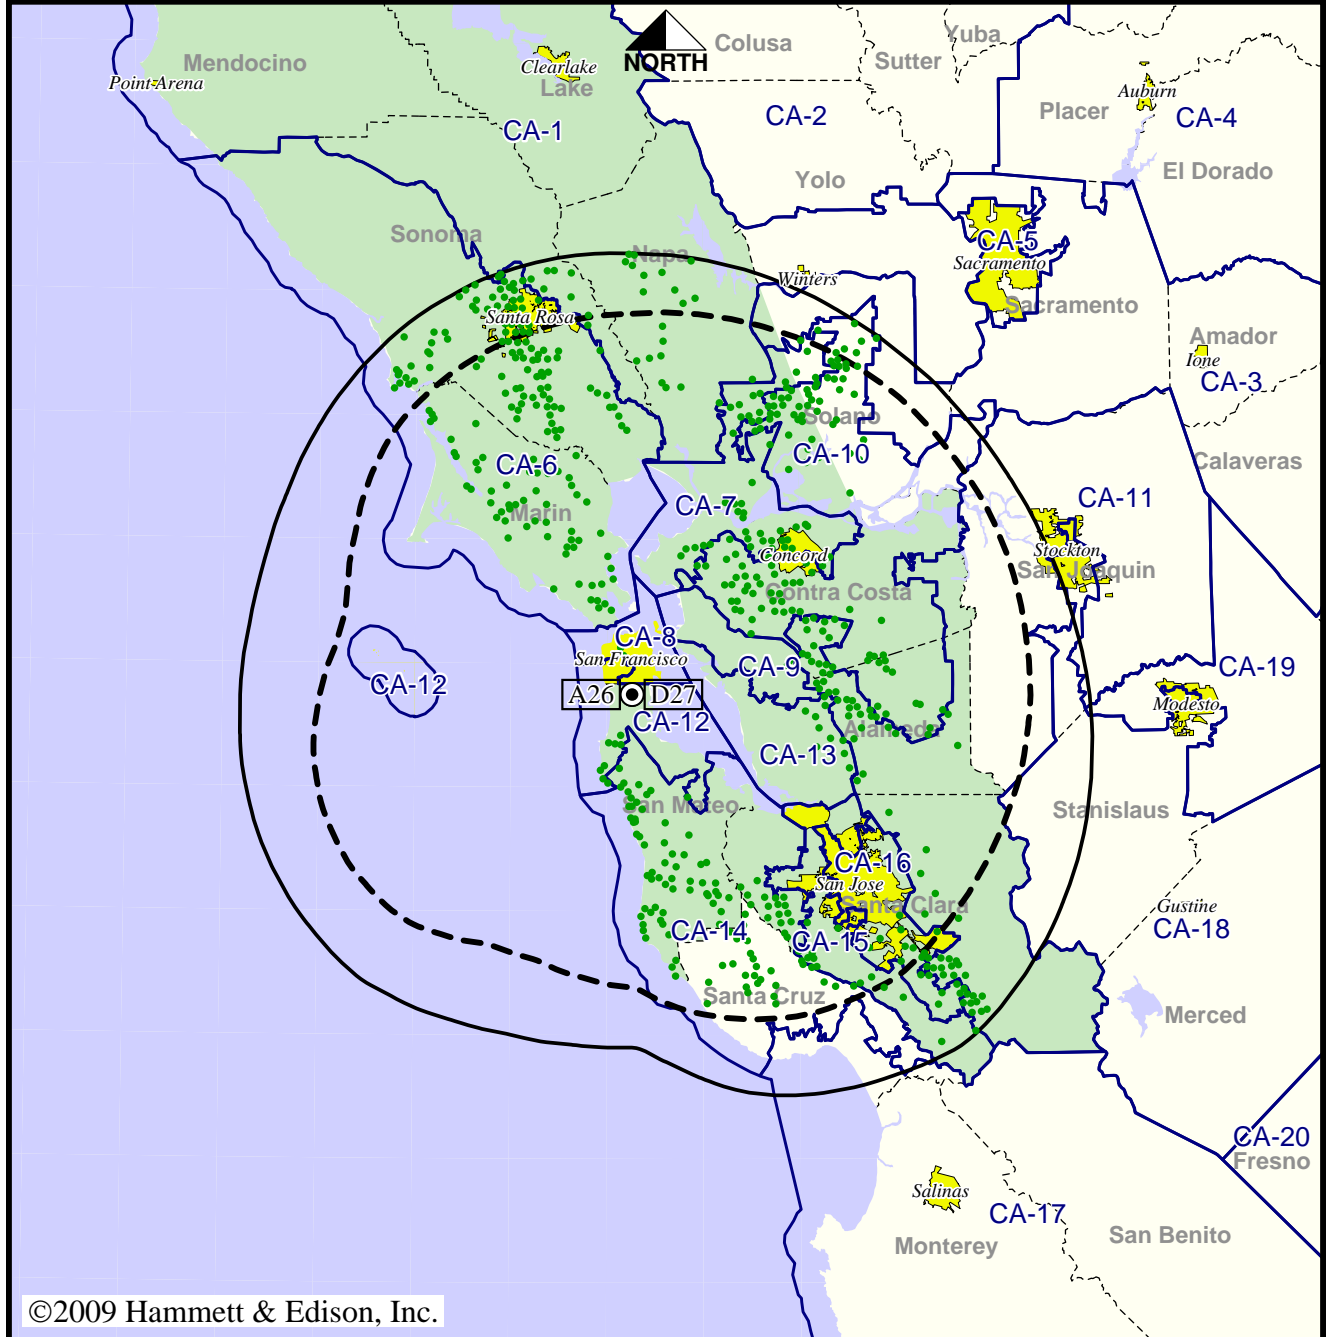 Mendocino
Point Arena
Clearlake
Lake
NORTH
Colusa
Yuba
Sutter
Placer
Auburn
CA-4
CA-2
CA-1
El Dorado
Yolo
Sonoma
Napa
CA-5
Sacramento
Winters
Sacramento
Santa Rosa
Amador
Ione
CA-3
Solano
CA-10
Calaveras
CA-6
CA-7
CA-11
Marin
Concord
Stockton
San Joaquin
Contra Costa
CA-8
San Francisco
CA-9
CA-19
CA-12
A26 D27
CA-12
Modesto
Alameda
CA-13
San Mateo
Stanislaus
CA-16
San Jose
Santa Clara
Gustine
CA-18
CA-14
CA-15
Santa Cruz
Merced
CA-20
Fresno
Salinas
CA-17
Monterey
San Benito
©2009 Hammett & Edison, Inc.